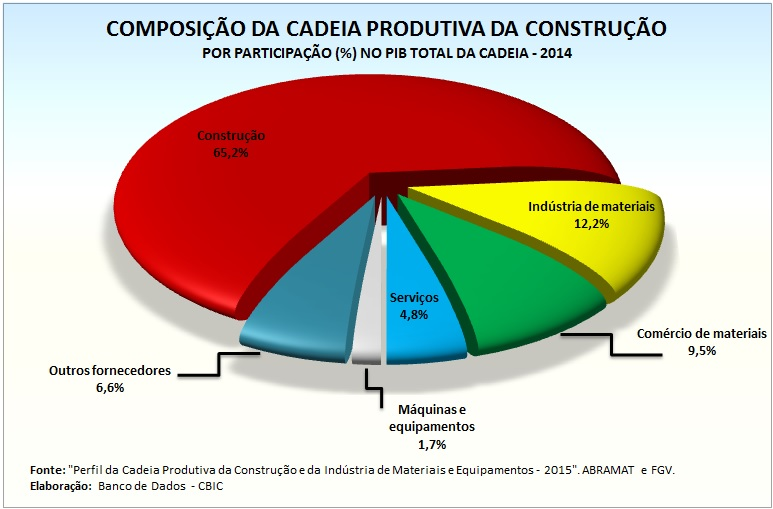 COMPOSIÇÃO DA CADEIA PRODUTIVA DA CONSTRUÇÃO
POR PARTICIPAÇÃO (%) NO PIB TOTAL DA CADEIA - 2014
Construção
65,2%
Indústria de materiais
12,2%
Serviços
4,8%
Comércio de materiais
9,5%
Outros fornecedores
6,6%
Máquinas e
equipamentos
1,7%
Fonte: "Perfil da Cadeia Produtiva da Construção e da Indústria de Materiais e Equipamentos - 2015". ABRAMAT e FGV.
Elaboração: Banco de Dados - CBIC